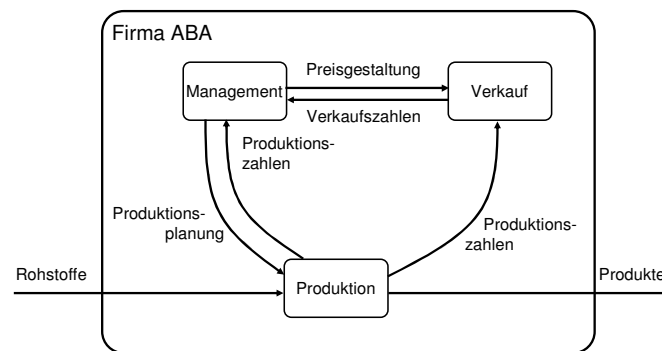 Firma ABA
Preisgestaltung
Management
Verkauf
Verkaufszahlen
Produktions-
zahlen
Produktions-
planung
Produktions-
zahlen
Rohstoffe
Produktion
Produkte